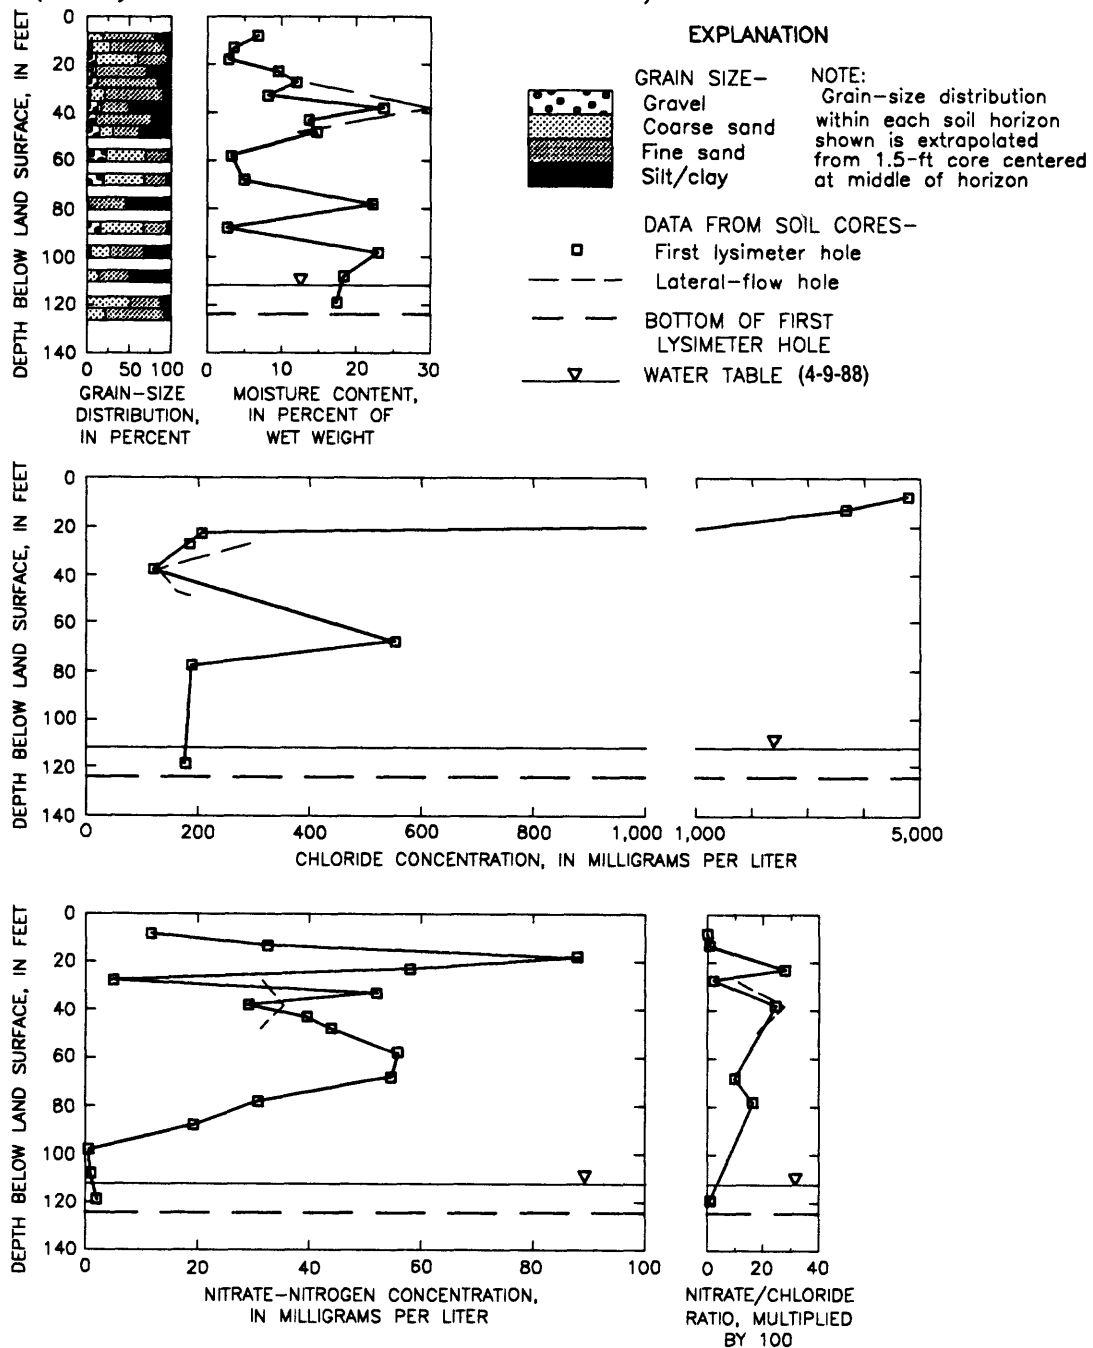 0
20
40
60
80
100
120
140
DEPTH BELOW LAND SURFACE, IN FEET
0 50 100
GRAIN-SIZE
DISTRIBUTION,
IN PERCENT
0 10 20 30
MOISTURE CONTENT,
IN PERCENT OF
WET WEIGHT
EXPLANATION
GRAIN SIZE-
Gravel
Coarse sand
Fine sand
Silt/clay
NOTE:
Grain-size distribution
within each soil horizon
shown is extrapolated
from 1.5-ft core centered
at middle of horizon
DATA FROM SOIL CORES-
First lysimeter hole
Lateral-flow hole
BOTTOM OF FIRST
LYSIMETER HOLE
WATER TABLE (4-9-88)
0
20
40
60
80
100
120
140
DEPTH BELOW LAND SURFACE, IN FEET
0 200 400 600 800 1,000 1,000 5,000
CHLORIDE CONCENTRATION, IN MILLIGRAMS PER LITER
0
20
40
60
80
100
120
140
DEPTH BELOW LAND SURFACE, IN FEET
0 20 40 60 80 100
NITRATE-NITROGEN CONCENTRATION,
IN MILLIGRAMS PER LITER
0 20 40
NITRATE/CHLORIDE
RATIO, MULTIPLIED
BY 100